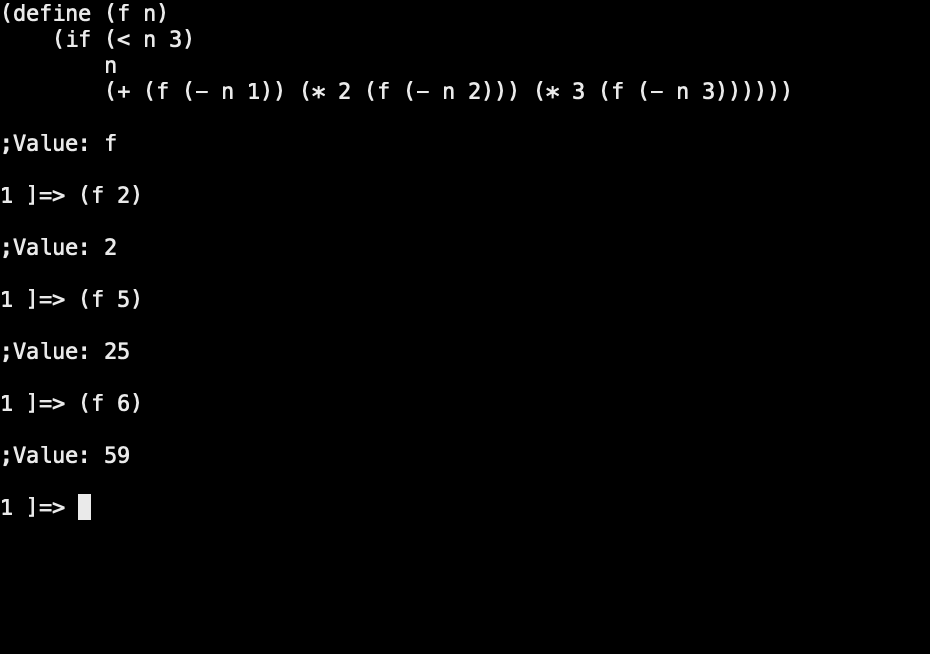 (define (f n)
    (if (< n 3)
        n
        (+ (f (- n 1)) (* 2 (f (- n 2))) (* 3 (f (- n 3))))))
;Value: f
1 ]=> (f 2)
;Value: 2
1 ]=> (f 5)
;Value: 25
1 ]=> (f 6)
;Value: 59
1 ]=>